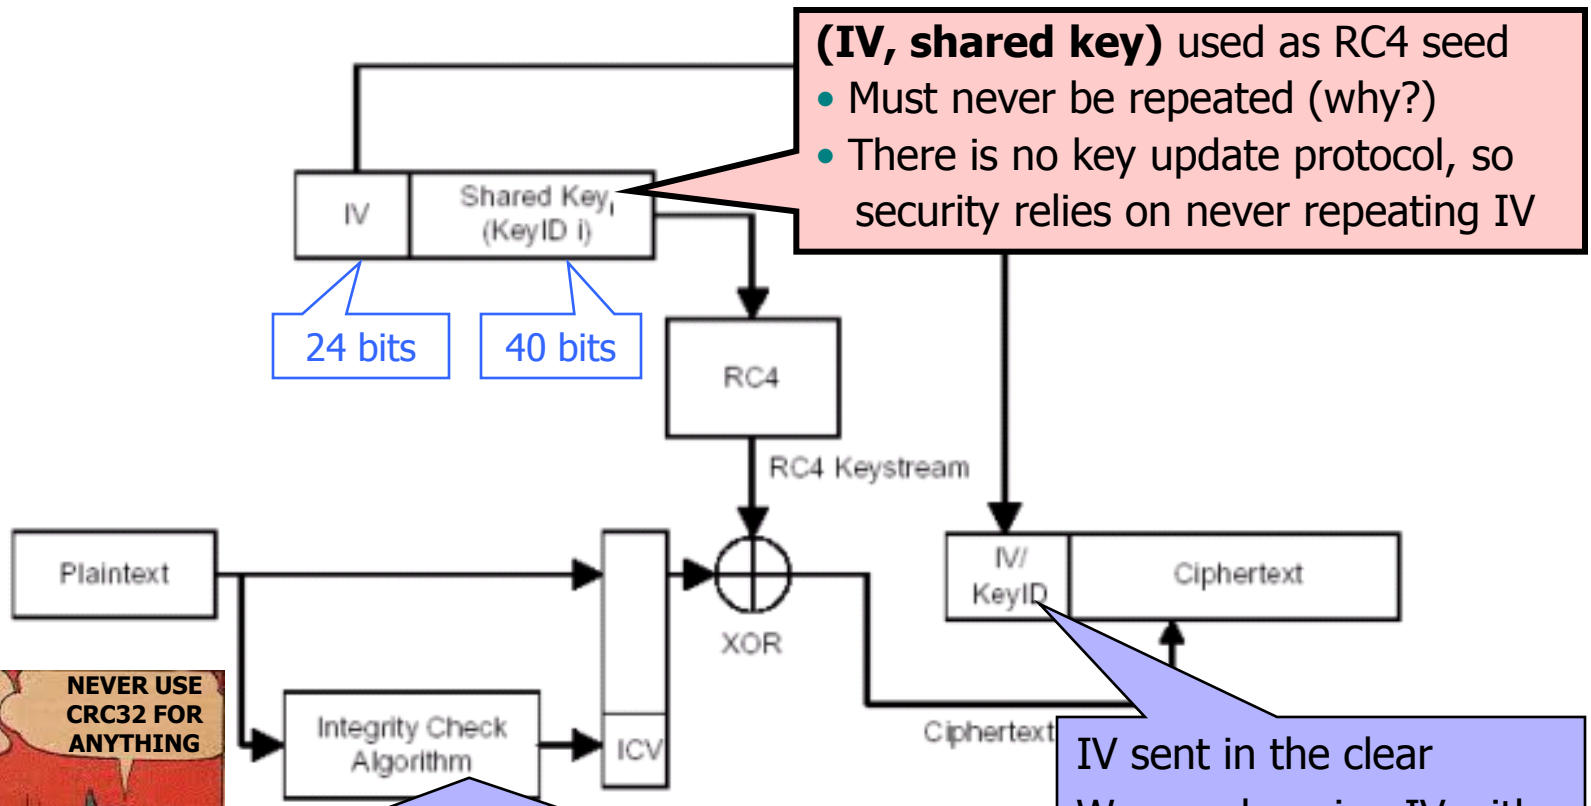 (IV, shared key) used as RC4 seed
• Must never be repeated (why?)
• There is no key update protocol, so
security relies on never repeating IV
IV
Shared Key i
(KeyID i)
24 bits
40 bits
RC4
RC4 Keystream
Plaintext
IV/
KeyID
Ciphertext
XOR
NEVER USE
CRC32 FOR
ANYTHING
Integrity Check
Algorithm
ICV
Ciphertext
IV sent in the clear